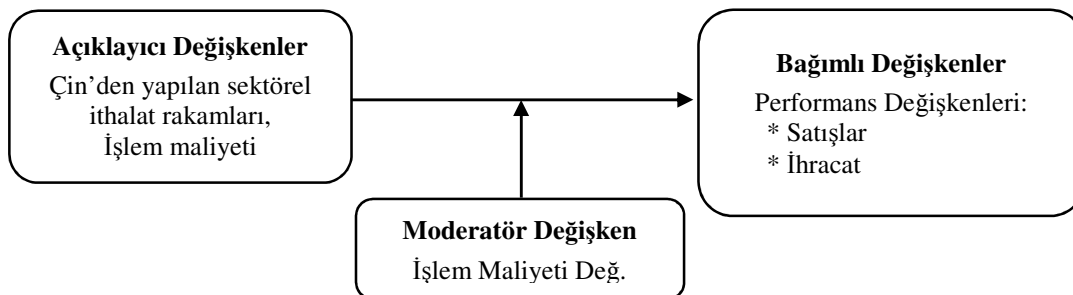 Açıklayıcı Değişkenler
Çin’den yapılan sektörel
ithalat rakamları,
İşlem maliyeti
Bağımlı Değişkenler
Performans Değişkenleri:
* Satışlar
* İhracat
Moderatör Değişken
İşlem Maliyeti Değ.